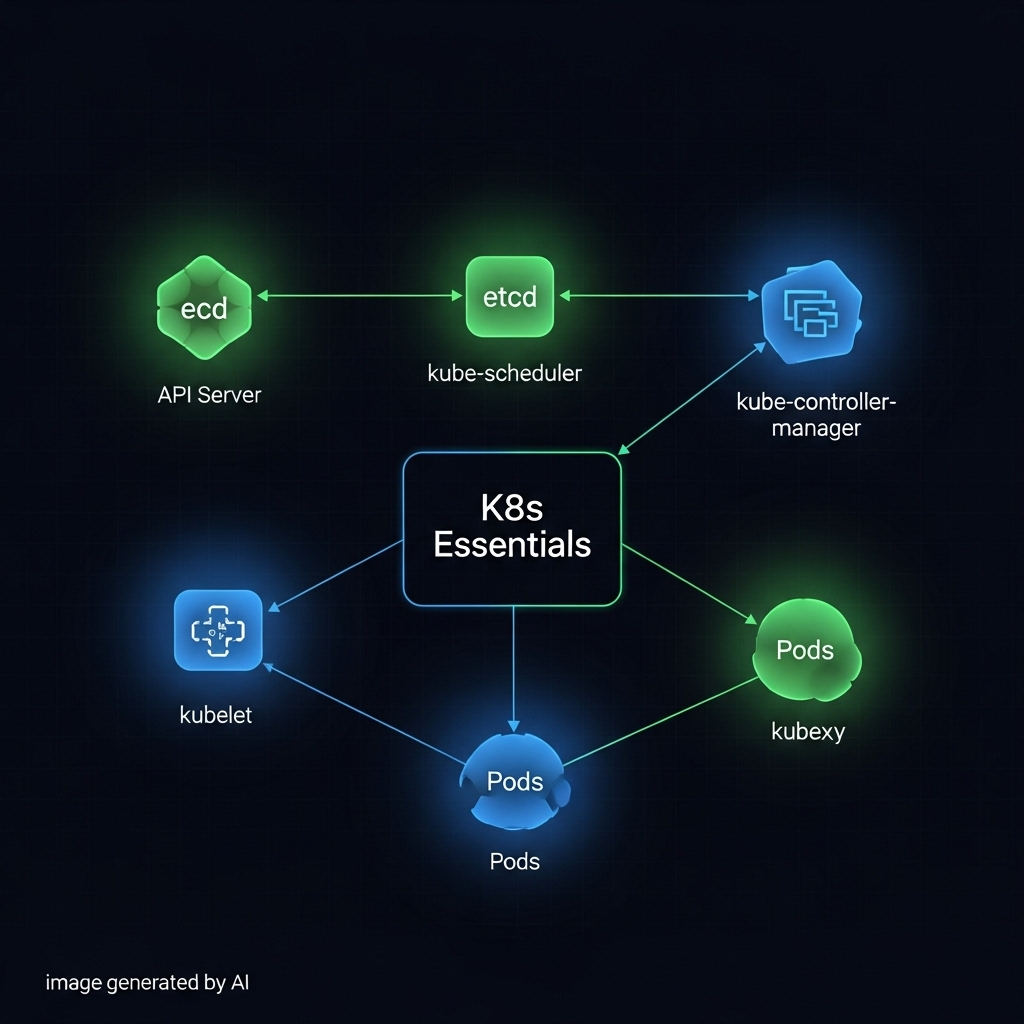 ecd
API Server
etcd
kube-scheduler
kube-controller-
manager
K8s
Essentials
kubelet
Pods
kubexy
Pods
Pods
image generated by AI